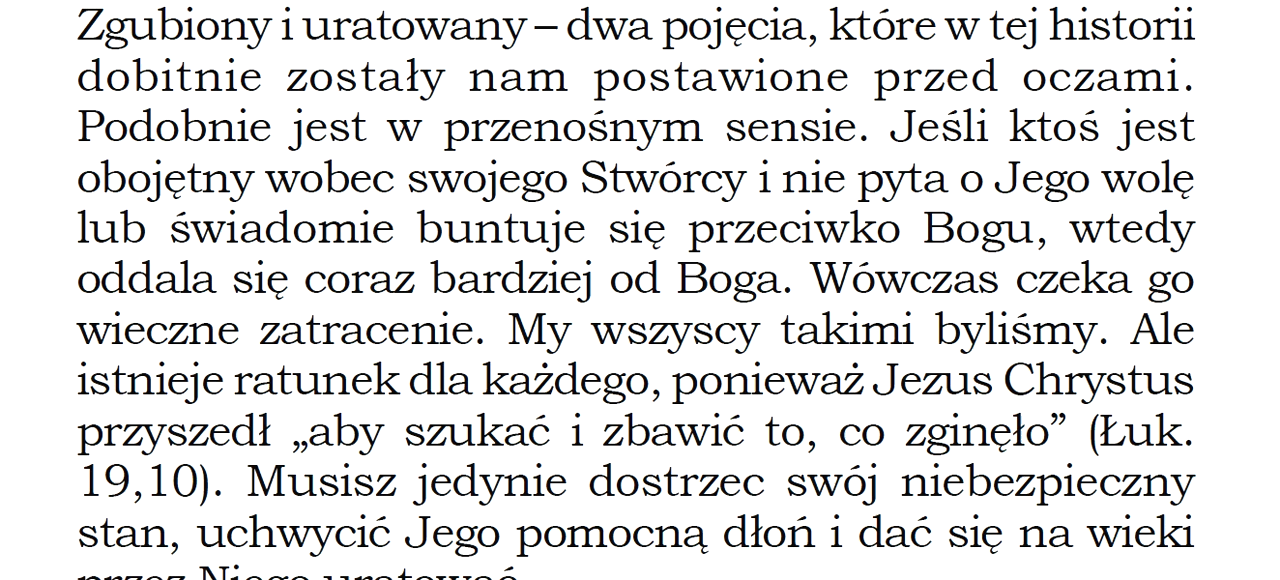 Zgubiony i uratowany – dwa pojęcia, które w tej historii
dobitnie zostały nam postawione przed oczami.
Podobnie jest w przenośnym sensie. Jeśli ktoś jest
obojętny wobec swojego Stwórcy i nie pyta o Jego wolę
lub świadomie buntuje się przeciwko Bogu, wtedy
oddala się coraz bardziej od Boga. Wówczas czeka go
wieczne zatracenie. My wszyscy takimi byliśmy. Ale
istnieje ratunek dla każdego, ponieważ Jezus Chrystus
przyszedł „aby szukać i zbawić to, co zginęło” (Łuk.
19,10). Musisz jedynie dostrzec swój niebezpieczny
stan, uchwycić Jego pomocną dłoń i dać się na wieki
przez Niego uratować.